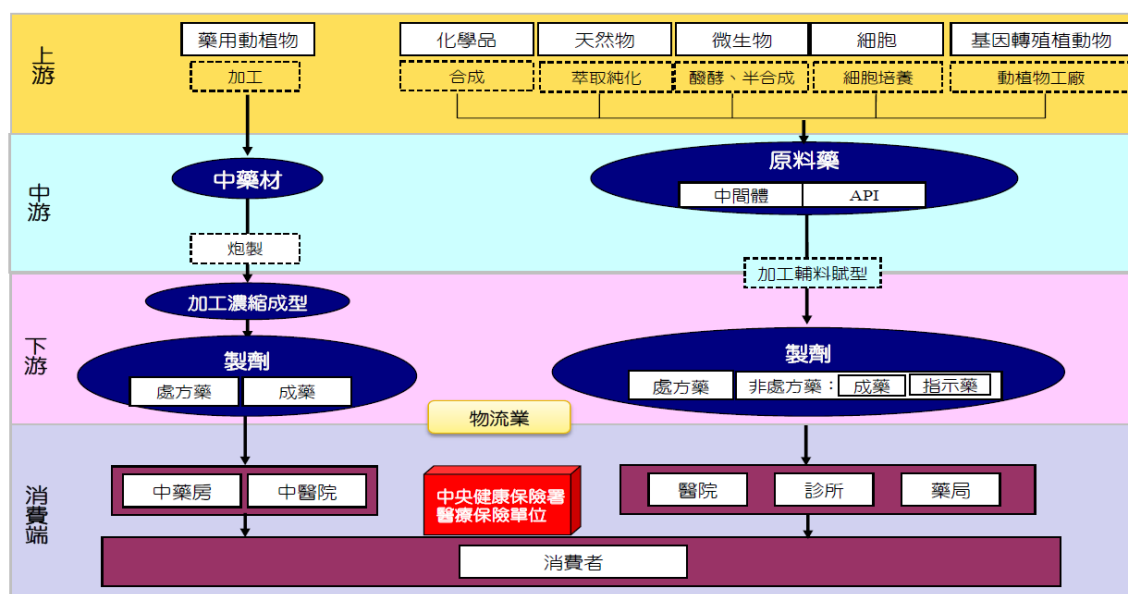 上游
藥用動植物
化學品
天然物
微生物
細胞
基因轉殖植動物
加工
合成
萃取純化
醱酵、半合成
細胞培養
動植物工廠
中游
中藥材
原料藥
中間體
API
炮製
加工輔料賦型
下游
加工濃縮成型
製劑
處方藥
成藥
製劑
處方藥
非處方藥：
成藥
指示藥
物流業
消費端
中藥房
中醫院
中央健康保險署
醫療保險單位
醫院
診所
藥局
消費者